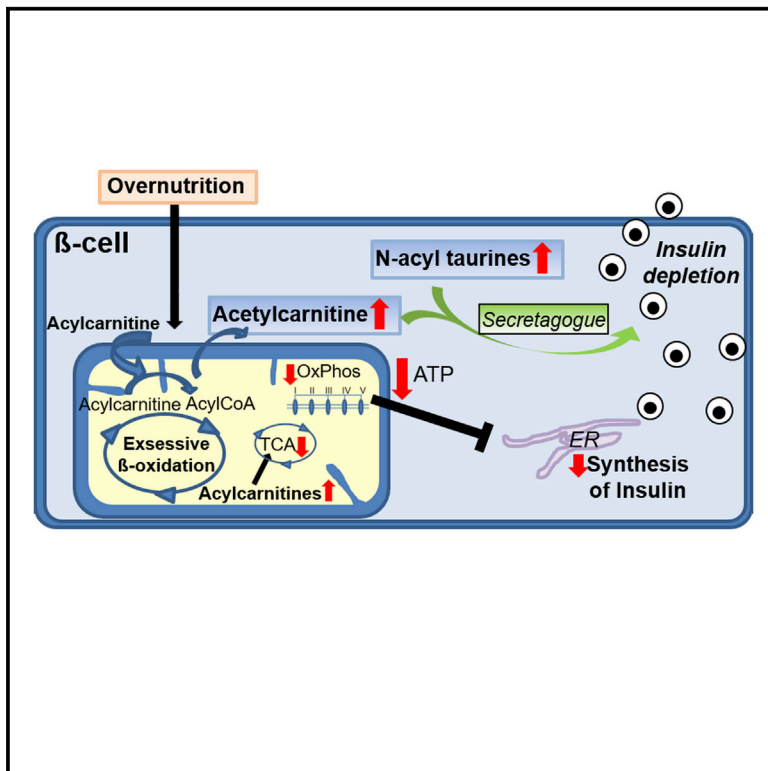 Overnutrition
ß-cell
N-acyl taurines
Insulin
depletion
Acylcarnitine
Acetylcarnitine
Secretagogue
OxPhos
I II III IV V
ATP
Acylcarnitine AcylCoA
Exsessive
ß-oxidation
TCA
Acylcarnitines
ER
Synthesis
of Insulin